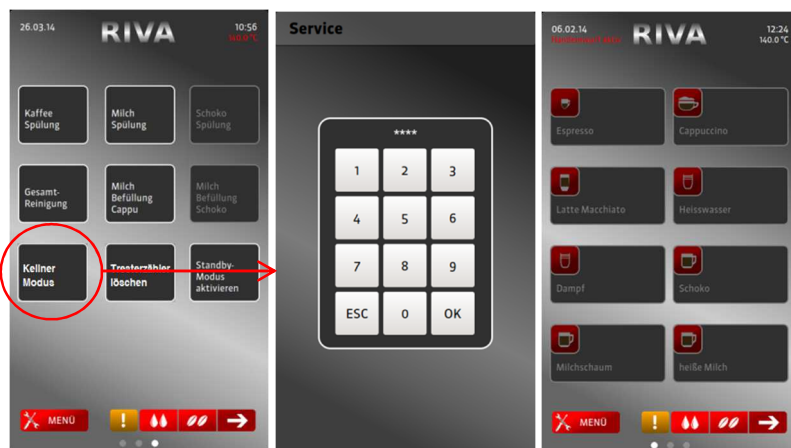 26.03.14
RIVA
10:56
140.0°C
Kaffee
Spülung
Milch
Spülung
Schoko
Spülung
Gesamt-
Reinigung
Milch
Befüllung
Cappu
Milch
Befüllung
Schoko
Kellner
Modus
Tresterzähler
löschen
Standby-
Modus
aktivieren
MENÜ
!
Service
****
1
2
3
4
5
6
7
8
9
ESC
0
OK
06.02.14
RIVA
12:24
140.0°C
Espresso
Cappuccino
Latte Macchiato
Heisswasser
Dampf
Schoko
Milchschaum
heiße Milch
MENÜ
!